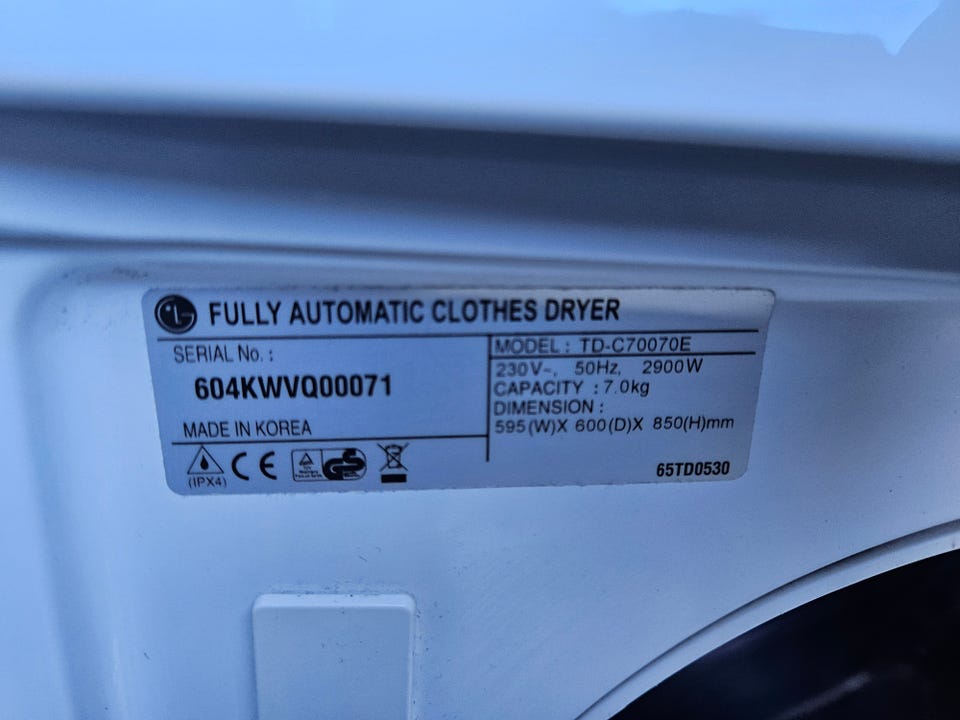 LG FULLY AUTOMATIC CLOTHES DRYER
SERIAL No. :
604KWVQ00071
MADE IN KOREA
MODEL : TD-C70070E
230V~, 50Hz, 2900W
CAPACITY : 7.0kg
DIMENSION :
595(W)X 600(D)X 850(H)mm
(IPX4) CE GS
65TD0530